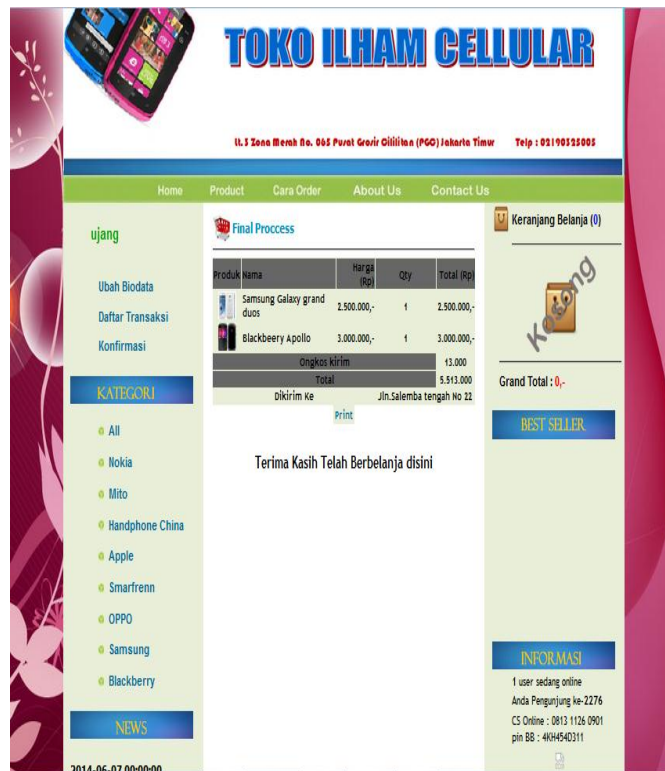 TOKO ILHAM CELLULAR
Lt.3 Zona Merah No. 065 Pusat Grosir Cililitan (PGC) Jakarta Timur Telp : 02190325005
Home Product Cara Order About Us Contact Us
ujang
Ubah Biodata
Daftar Transaksi
Konfirmasi
KATEGORI
All
Nokia
Mito
Handphone China
Apple
Smarfrenn
OPPO
Samsung
Blackberry
NEWS
2014-06-07 00:00:00
Final Proccess
Produk Nama Harga (Rp) Qty Total (Rp)
Samsung Galaxy grand duos 2.500.000,- 1 2.500.000,-
Blackbeery Apollo 3.000.000,- 1 3.000.000,-
Ongkos kirim 13.000
Total 5.513.000
Dikirim Ke Jln.Salemba tengah No 22
Print
Terima Kasih Telah Berbelanja disini
Keranjang Belanja (0)
Kosong
Grand Total : 0,-
BEST SELLER
INFORMASI
1 user sedang online
Anda Pengunjung ke-2276
CS Online : 0813 1126 0901
pin BB : 4KH454D311